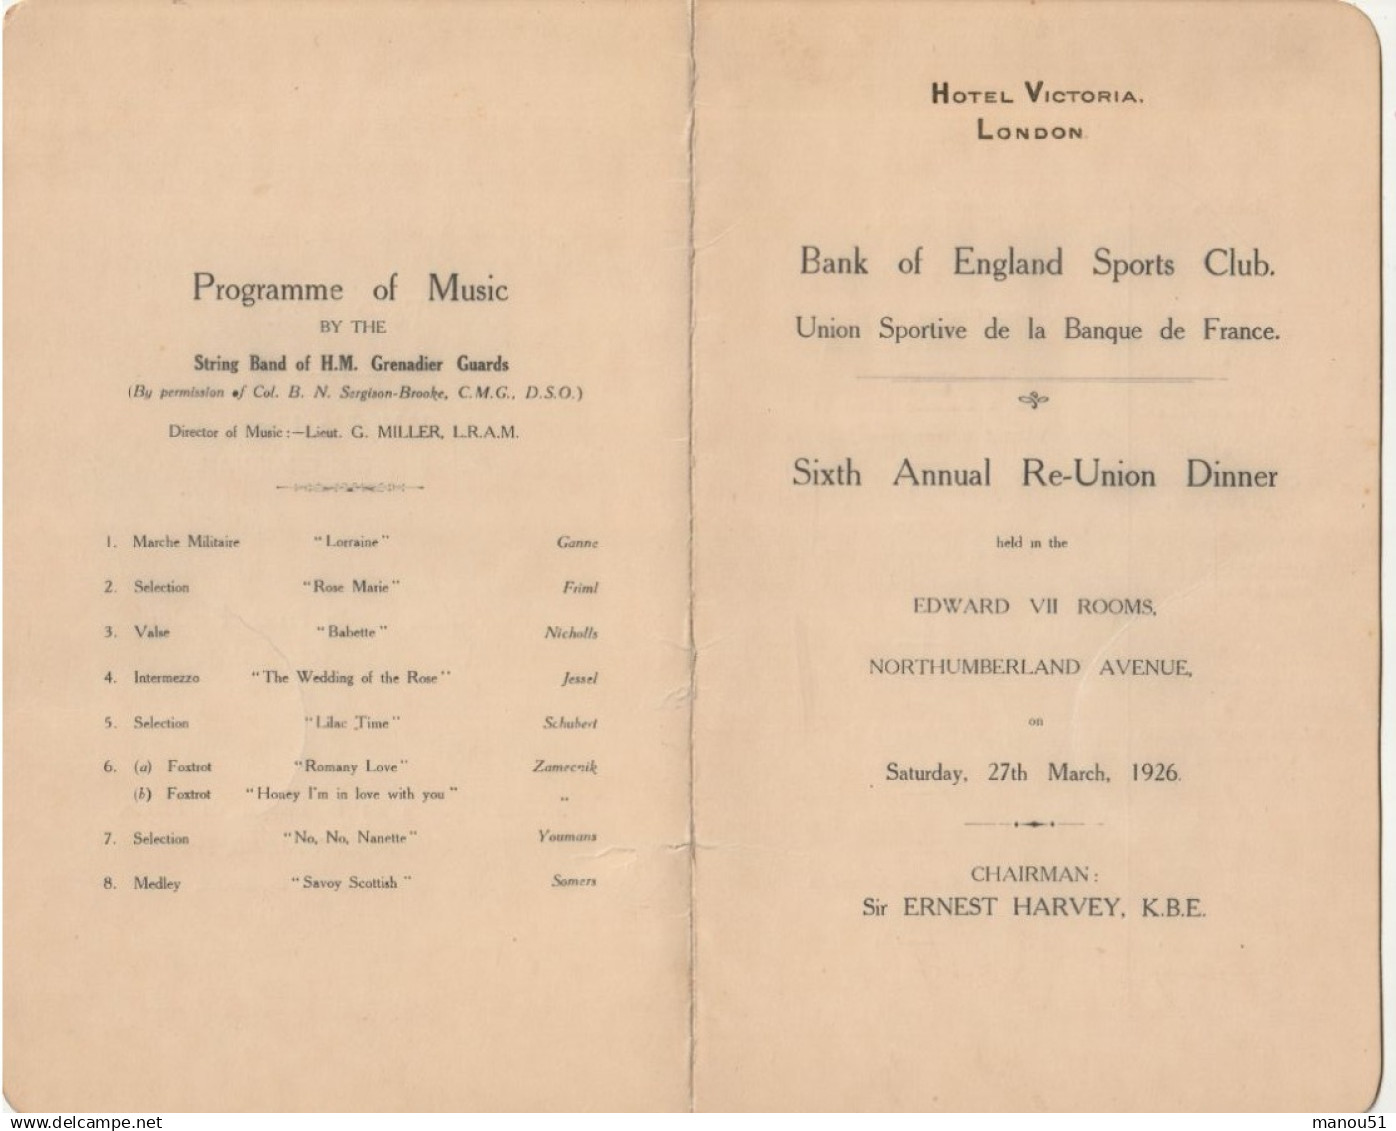 Programme of Music
BY THE
String Band of H.M. Grenadier Guards
(By permission of Col. B. N. Sergison-Brooke, C.M.G., D.S.O.)
Director of Music:—Lieut. G. MILLER, L.R.A.M.
1. Marche Militaire "Lorraine" Ganne
2. Selection "Rose Marie" Friml
3. Valse "Babette" Nicholls
4. Intermezzo "The Wedding of the Rose" Jessel
5. Selection "Lilac Time" Schubert
6. (a) Foxtrot "Romany Love" Zamecnik
(b) Foxtrot "Honey I'm in love with you" "
7. Selection "No, No, Nanette" Youmans
8. Medley "Savoy Scottish" Somers
HOTEL VICTORIA.
LONDON.
Bank of England Sports Club.
Union Sportive de la Banque de France.
Sixth Annual Re-Union Dinner
held in the
EDWARD VII ROOMS,
NORTHUMBERLAND AVENUE,
on
Saturday, 27th March, 1926.
CHAIRMAN:
Sir ERNEST HARVEY, K.B.E.
www.delcampe.net
manou51